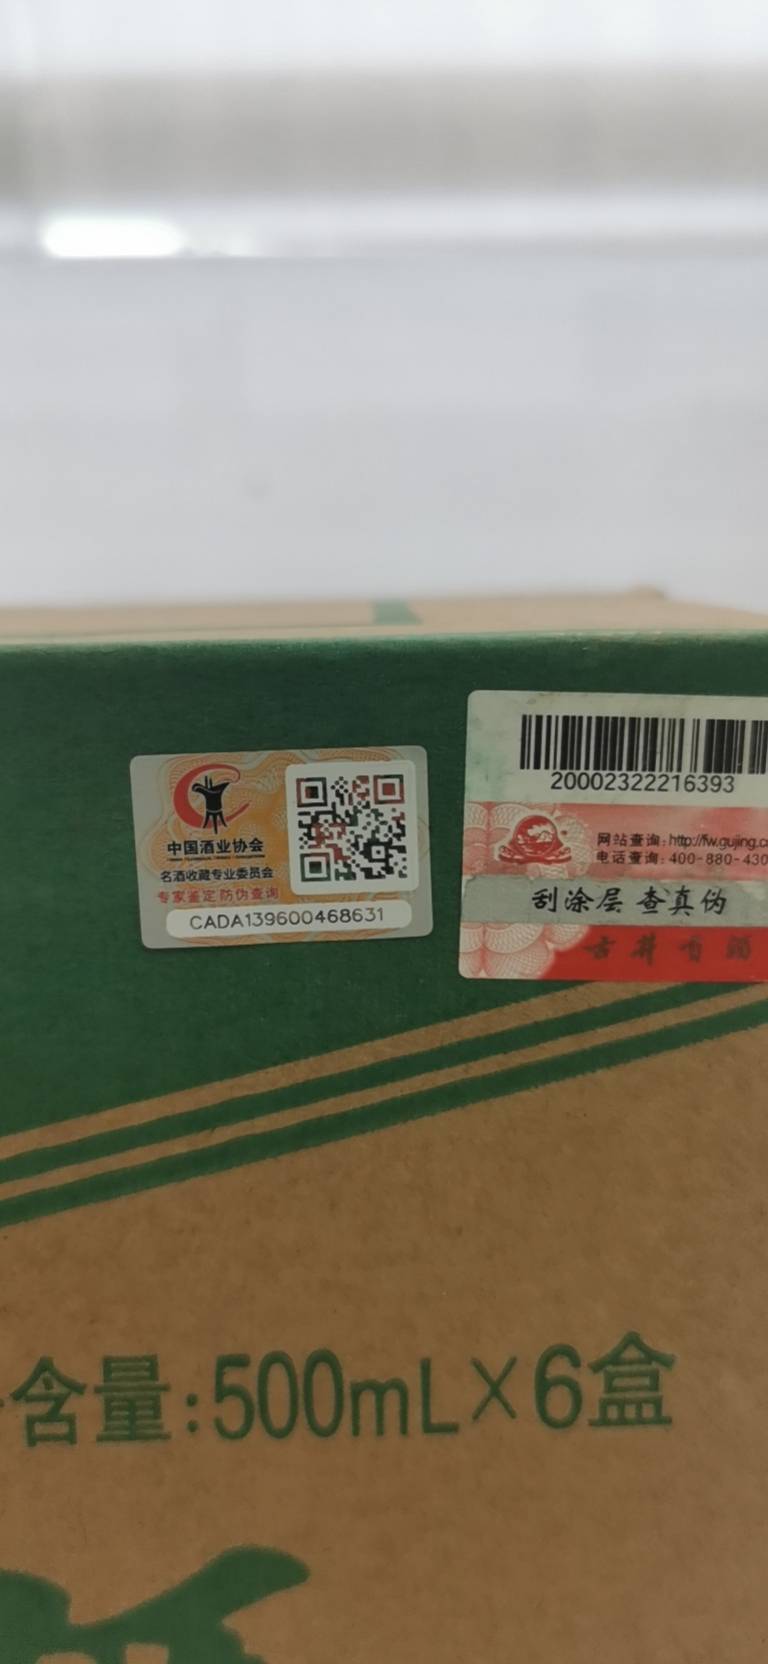 中国酒业协会
名酒收藏专业委员会
专家鉴定防伪查询
CADA139600468631
20002322216393
网站查询:http://fw.gujing.c
电话查询:400-880-430
刮涂层 查真伪
古井贡酒
含量:500mL×6盒